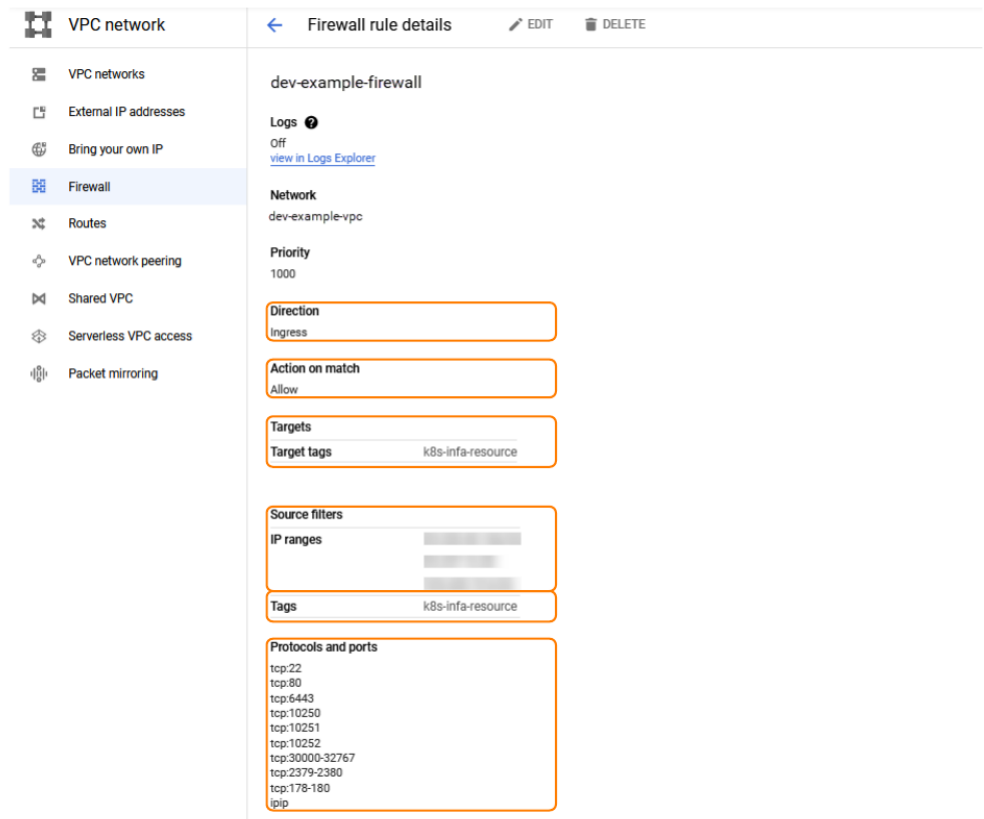 VPC network
VPC networks
External IP addresses
Bring your own IP
Firewall
Routes
VPC network peering
Shared VPC
Serverless VPC access
Packet mirroring
Firewall rule details EDIT DELETE
dev-example-firewall
Logs ?
Off
view in Logs Explorer
Network
dev-example-vpc
Priority
1000
Direction
Ingress
Action on match
Allow
Targets
Target tags k8s-infa-resource
Source filters
IP ranges
Tags k8s-infa-resource
Protocols and ports
tcp:22
tcp:80
tcp:6443
tcp:10250
tcp:10251
tcp:10252
tcp:30000-32767
tcp:2379-2380
tcp:178-180
ipip